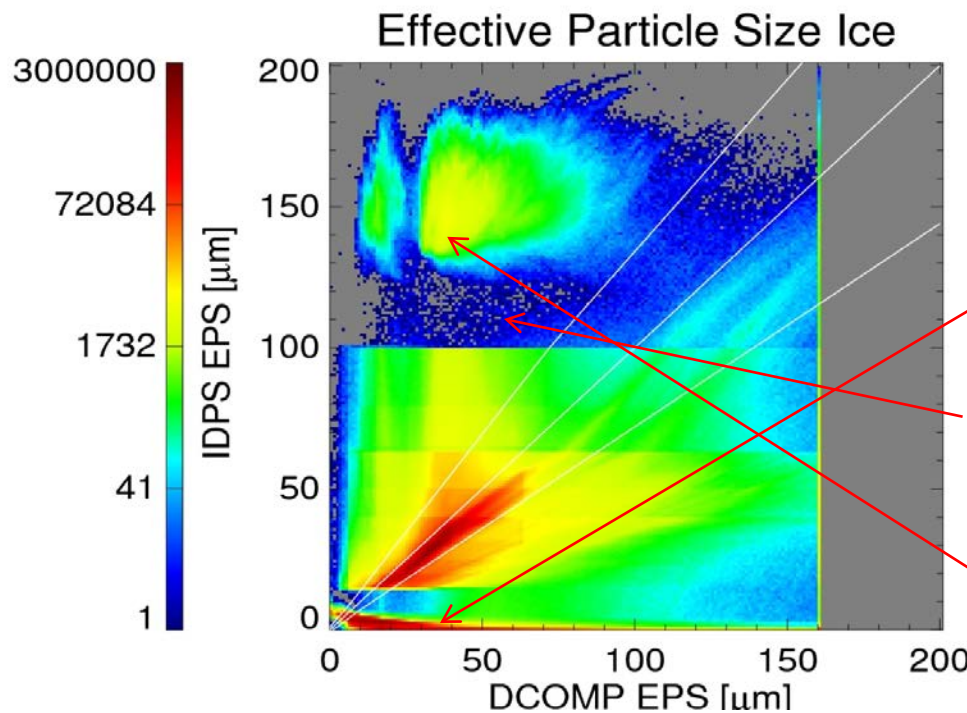 Effective Particle Size Ice
3000000
72084
1732
41
1
IDPS EPS [μm]
200
150
100
50
0
0 50 100 150 200
DCOMP EPS [μm]